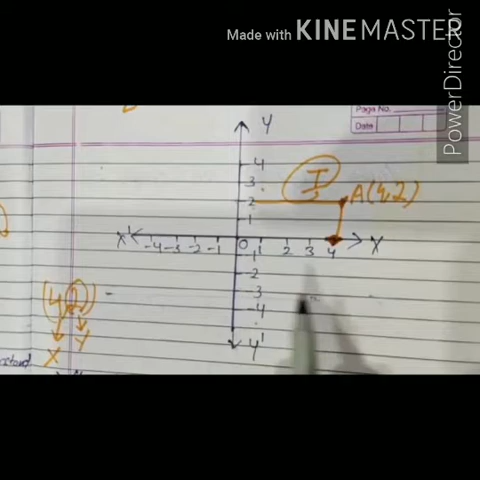 Made with KINEMASTER
PowerDirector
Page No.
Date
Y
4
3
I
2
A(4,2)
1
X' -4 -3 -2 -1 0 1 2 3 4 X
-1
-2
-3
-4
Y'
(4,2) -
X Y